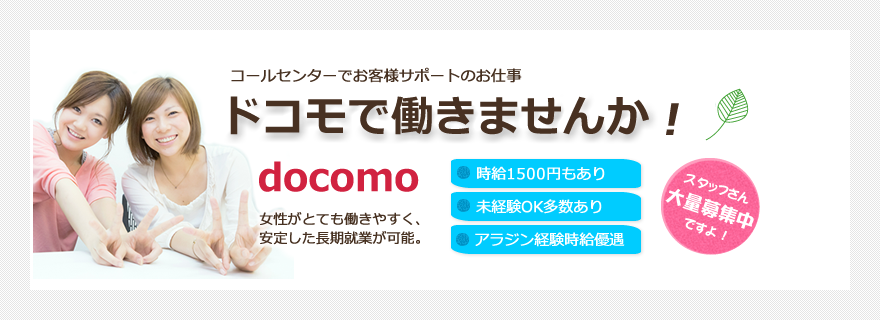 コールセンターでお客様サポートのお仕事
ドコモで働きませんか！
docomo
女性がとても働きやすく、
安定した長期就業が可能。
時給1500円もあり
未経験OK多数あり
アラジン経験時給優遇
スタッフさん
大量募集中
ですよ！